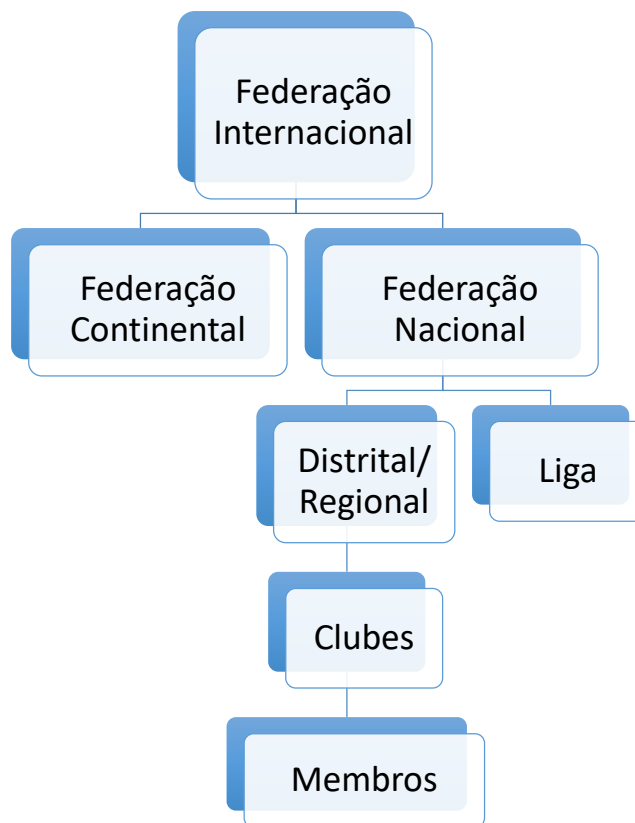 Federação
Internacional
Federação
Continental
Federação
Nacional
Distrital/
Regional
Liga
Clubes
Membros